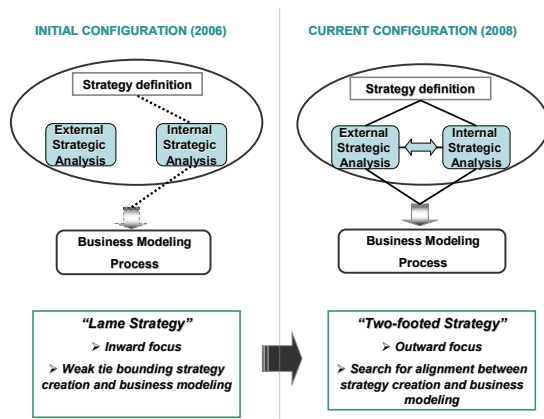 INITIAL CONFIGURATION (2006)
Strategy definition
External
Strategic
Analysis
Internal
Strategic
Analysis
Business Modeling
Process
“Lame Strategy”
➢ Inward focus
➢ Weak tie bounding strategy
creation and business modeling
CURRENT CONFIGURATION (2008)
Strategy definition
External
Strategic
Analysis
Internal
Strategic
Analysis
Business Modeling
Process
“Two-footed Strategy”
➢ Outward focus
➢ Search for alignment between
strategy creation and business
modeling